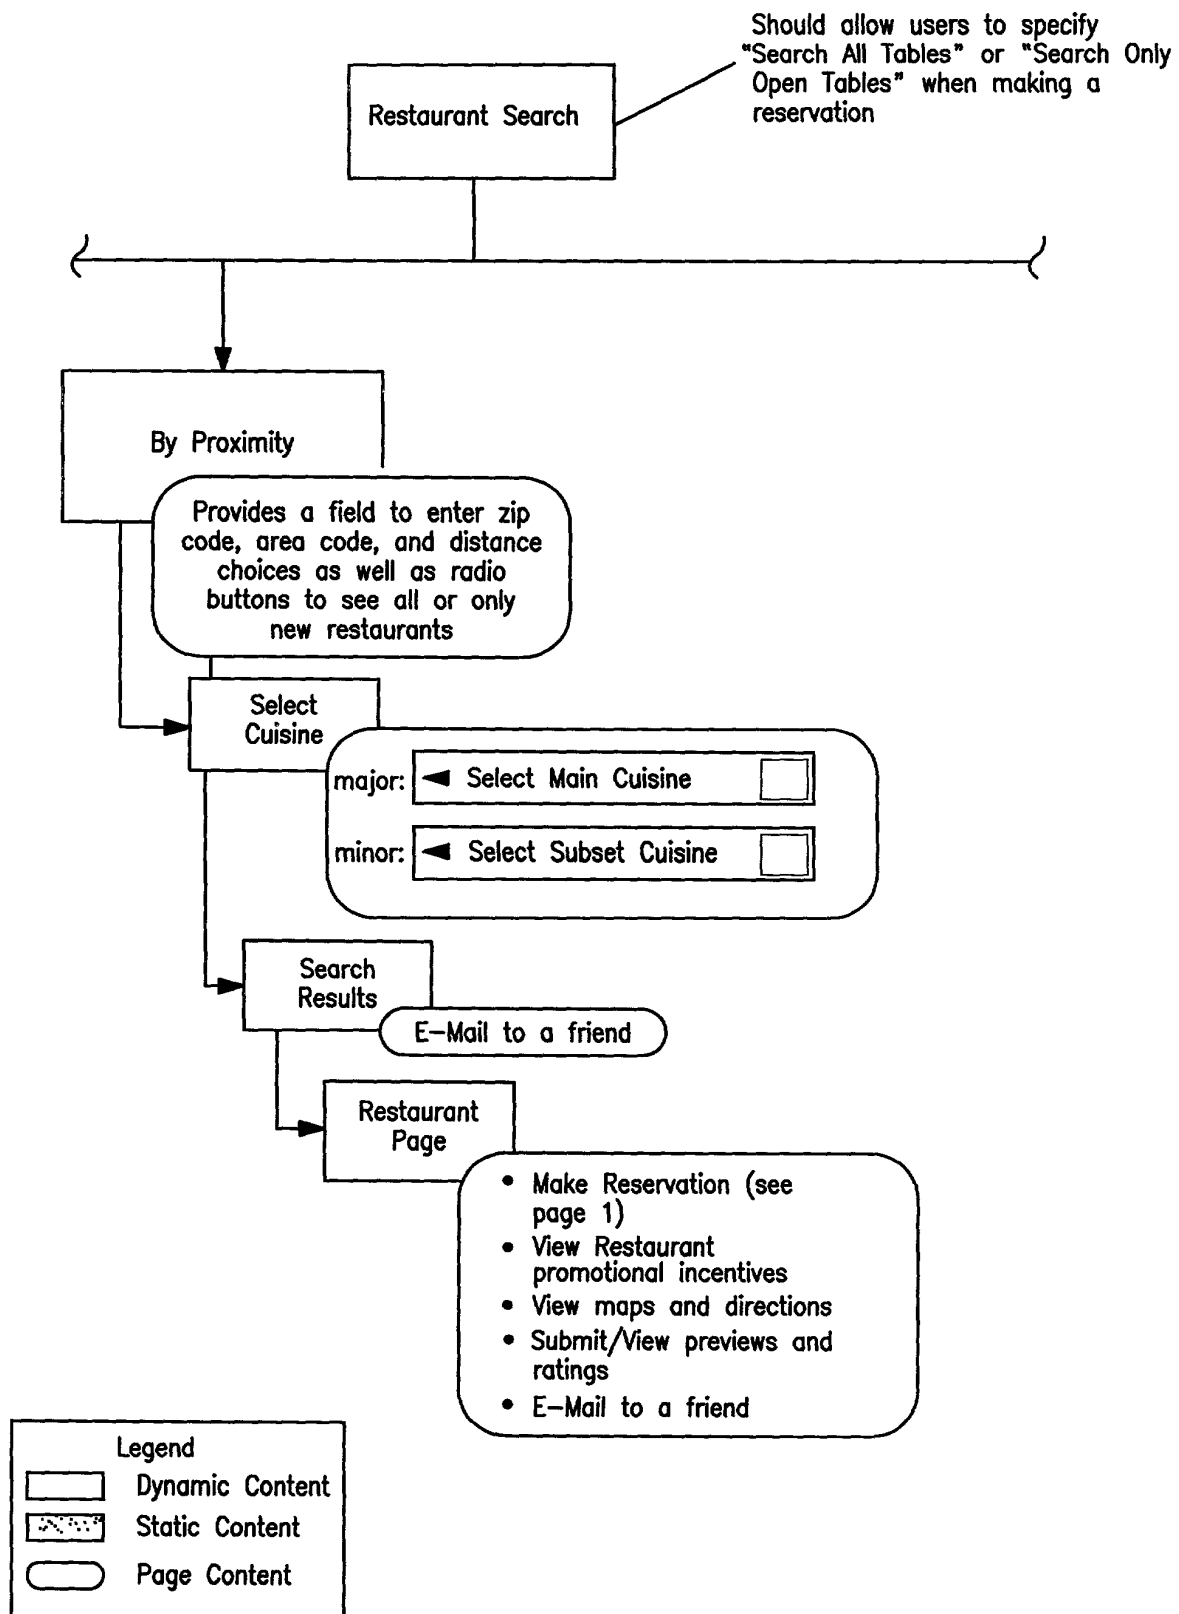 Should allow users to specify
"Search All Tables" or "Search Only
Open Tables" when making a
reservation
Restaurant Search
By Proximity
Provides a field to enter zip
code, area code, and distance
choices as well as radio
buttons to see all or only
new restaurants
Select
Cuisine
major: Select Main Cuisine
minor: Select Subset Cuisine
Search
Results
E-Mail to a friend
Restaurant
Page
• Make Reservation (see
page 1)
• View Restaurant
promotional incentives
• View maps and directions
• Submit/View previews and
ratings
• E-Mail to a friend
Legend
Dynamic Content
Static Content
Page Content